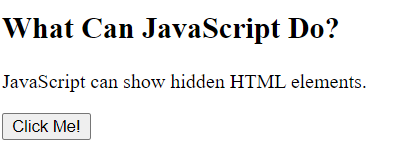 What Can JavaScript Do?
JavaScript can show hidden HTML elements.
Click Me!